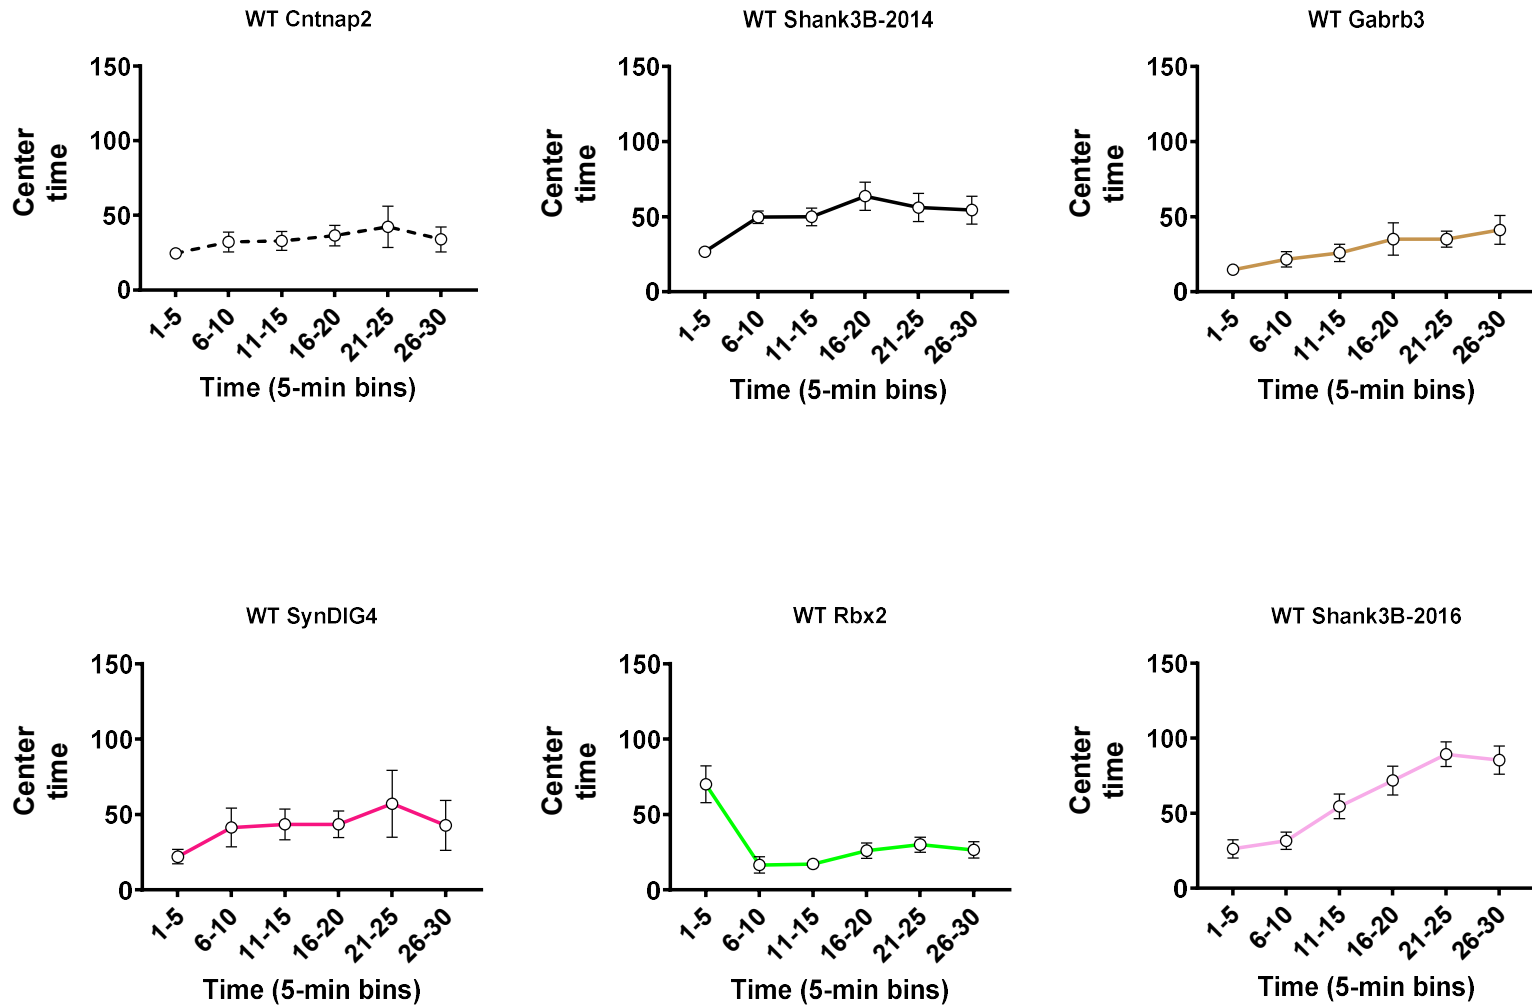 WT Cntnap2
150
100
50
0
Center
time
1-5
6-10
11-15
16-20
21-25
26-30
Time (5-min bins)
WT Shank3B-2014
150
100
50
0
Center
time
1-5
6-10
11-15
16-20
21-25
26-30
Time (5-min bins)
WT Gabrb3
150
100
50
0
Center
time
1-5
6-10
11-15
16-20
21-25
26-30
Time (5-min bins)
WT SynDIG4
150
100
50
0
Center
time
1-5
6-10
11-15
16-20
21-25
26-30
Time (5-min bins)
WT Rbx2
150
100
50
0
Center
time
1-5
6-10
11-15
16-20
21-25
26-30
Time (5-min bins)
WT Shank3B-2016
150
100
50
0
Center
time
1-5
6-10
11-15
16-20
21-25
26-30
Time (5-min bins)